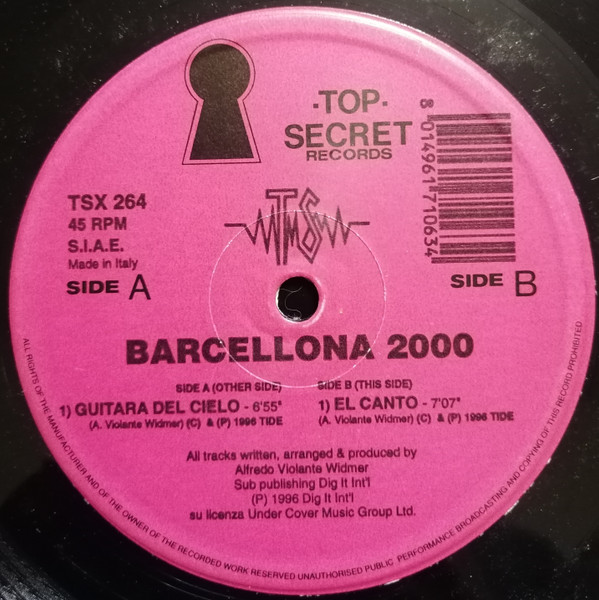 ·TOP·
SECRET
RECORDS
8 014961 710634
TSX 264
45 RPM
S.I.A.E.
Made in Italy
SIDE A
TMS
SIDE B
BARCELLONA 2000
SIDE A (OTHER SIDE)
1) GUITARA DEL CIELO - 6'55"
(A. Violante Widmer) (C) & (P) 1996 TIDE
SIDE B (THIS SIDE)
1) EL CANTO - 7'07"
(A. Violante Widmer) (C) & (P) 1996 TIDE
All tracks written, arranged & produced by
Alfredo Violante Widmer
Sub publishing Dig It Int'l
(P) 1996 Dig It Int'l
su licenza Under Cover Music Group Ltd.
ALL RIGHTS OF THE MANUFACTURER AND OF THE OWNER OF THE RECORDED WORK RESERVED UNAUTHORISED PUBLIC PERFORMANCE BROADCASTING AND COPYING OF THIS RECORD PROHIBITED